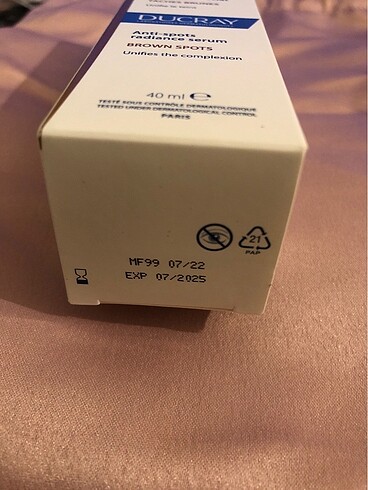 DUCRAY
Anti-spots
radiance serum
BROWN SPOTS
Unifies the complexion
40 ml ℮
TESTÉ SOUS CONTRÔLE DERMATOLOGIQUE
TESTED UNDER DERMATOLOGICAL CONTROL
PARIS
21
PAP
MF99 07/22
EXP 07/2025